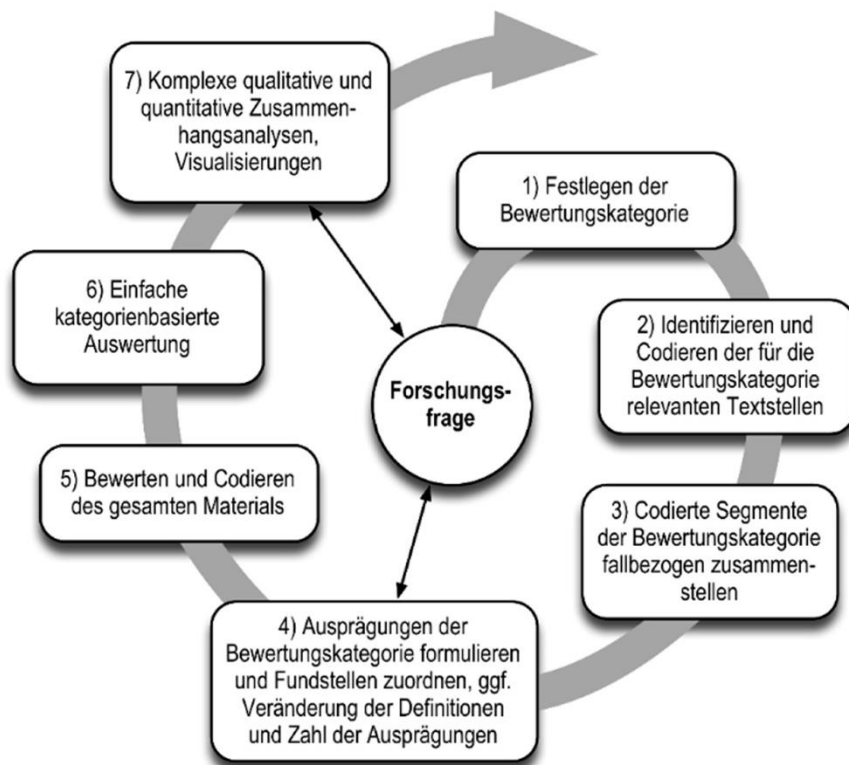 7) Komplexe qualitative und
quantitative Zusammen-
hangsanalysen,
Visualisierungen
1) Festlegen der
Bewertungskategorie
6) Einfache
kategorienbasierte
Auswertung
2) Identifizieren und
Codieren der für die
Bewertungskategorie
relevanten Textstellen
Forschungs-
frage
5) Bewerten und Codieren
des gesamten Materials
3) Codierte Segmente
der Bewertungskategorie
fallbezogen zusammen-
stellen
4) Ausprägungen der
Bewertungskategorie formulieren
und Fundstellen zuordnen, ggf.
Veränderung der Definitionen
und Zahl der Ausprägungen